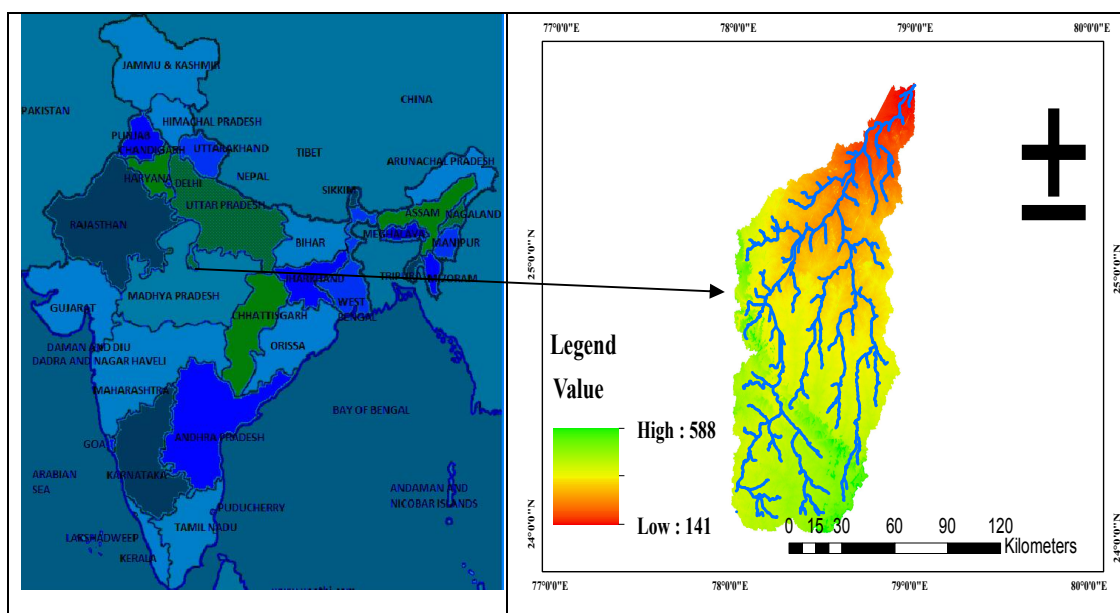 JAMMU & KASHMIR
CHINA
PAKISTAN
HIMACHAL PRADESH
PUNJAB
CHANDIGARH
UTTARAKHAND
TIBET
ARUNACHAL PRADESH
HARYANA
DELHI
NEPAL
SIKKIM
UTTAR PRADESH
ASSAM
NAGALAND
RAJASTHAN
BIHAR
MEGHALAYA
MANIPUR
TRIPURA
MIZORAM
JHARKHAND
MADHYA PRADESH
WEST
BENGAL
GUJARAT
CHHATTISGARH
ORISSA
DAMAN AND DIU
DADRA AND NAGAR HAVELI
MAHARASHTRA
BAY OF BENGAL
GOA
ANDHRA PRADESH
ARABIAN
SEA
KARNATAKA
ANDAMAN AND
NICOBAR ISLANDS
PUDUCHERRY
TAMIL NADU
LAKSHADWEEP
KERALA
77°0'0"E 78°0'0"E 79°0'0"E 80°0'0"E
25°0'0"N 25°0'0"N
Legend
Value
High : 588
Low : 141
0 15 30 60 90 120
Kilometers
24°0'0"N 24°0'0"N
77°0'0"E 78°0'0"E 79°0'0"E 80°0'0"E